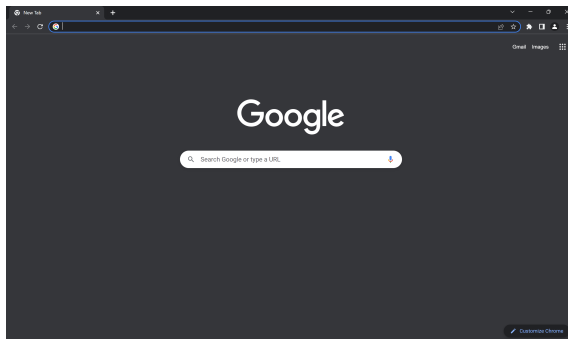 New Tab
Gmail Images
Google
Search Google or type a URL
Customize Chrome